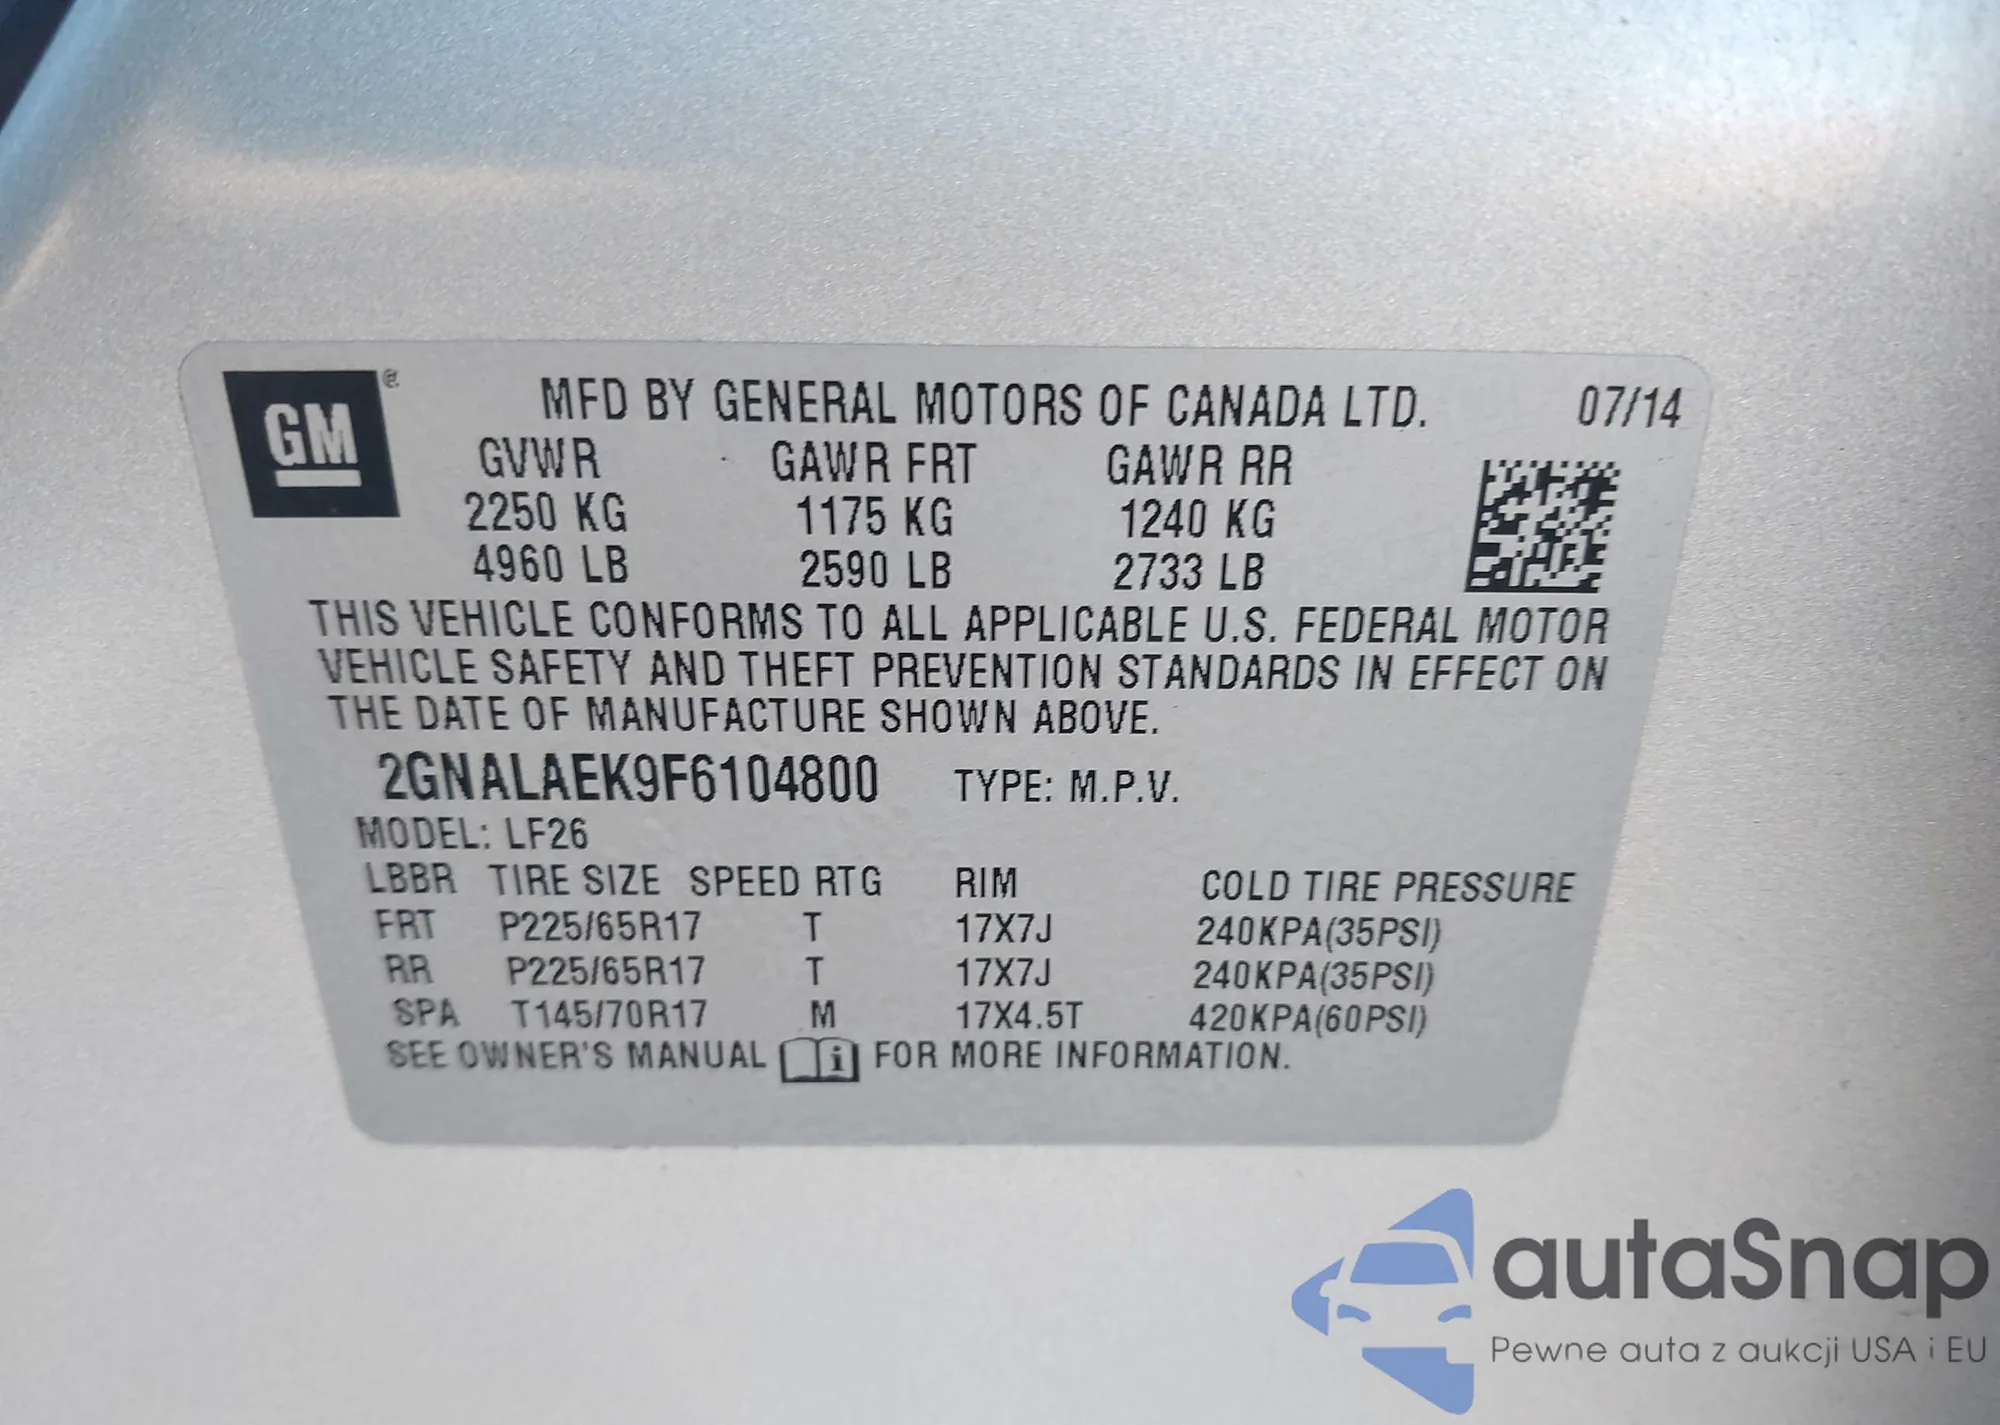 GM ® MFD BY GENERAL MOTORS OF CANADA LTD. 07/14
GVWR GAWR FRT GAWR RR
2250 KG 1175 KG 1240 KG
4960 LB 2590 LB 2733 LB
THIS VEHICLE CONFORMS TO ALL APPLICABLE U.S. FEDERAL MOTOR
VEHICLE SAFETY AND THEFT PREVENTION STANDARDS IN EFFECT ON
THE DATE OF MANUFACTURE SHOWN ABOVE.
2GNALAEK9F6104800 TYPE: M.P.V.
MODEL: LF26
LBBR TIRE SIZE SPEED RTG RIM COLD TIRE PRESSURE
FRT P225/65R17 T 17X7J 240KPA(35PSI)
RR P225/65R17 T 17X7J 240KPA(35PSI)
SPA T145/70R17 M 17X4.5T 420KPA(60PSI)
SEE OWNER'S MANUAL i FOR MORE INFORMATION.
autaSnap
Pewne auta z aukcji USA i EU